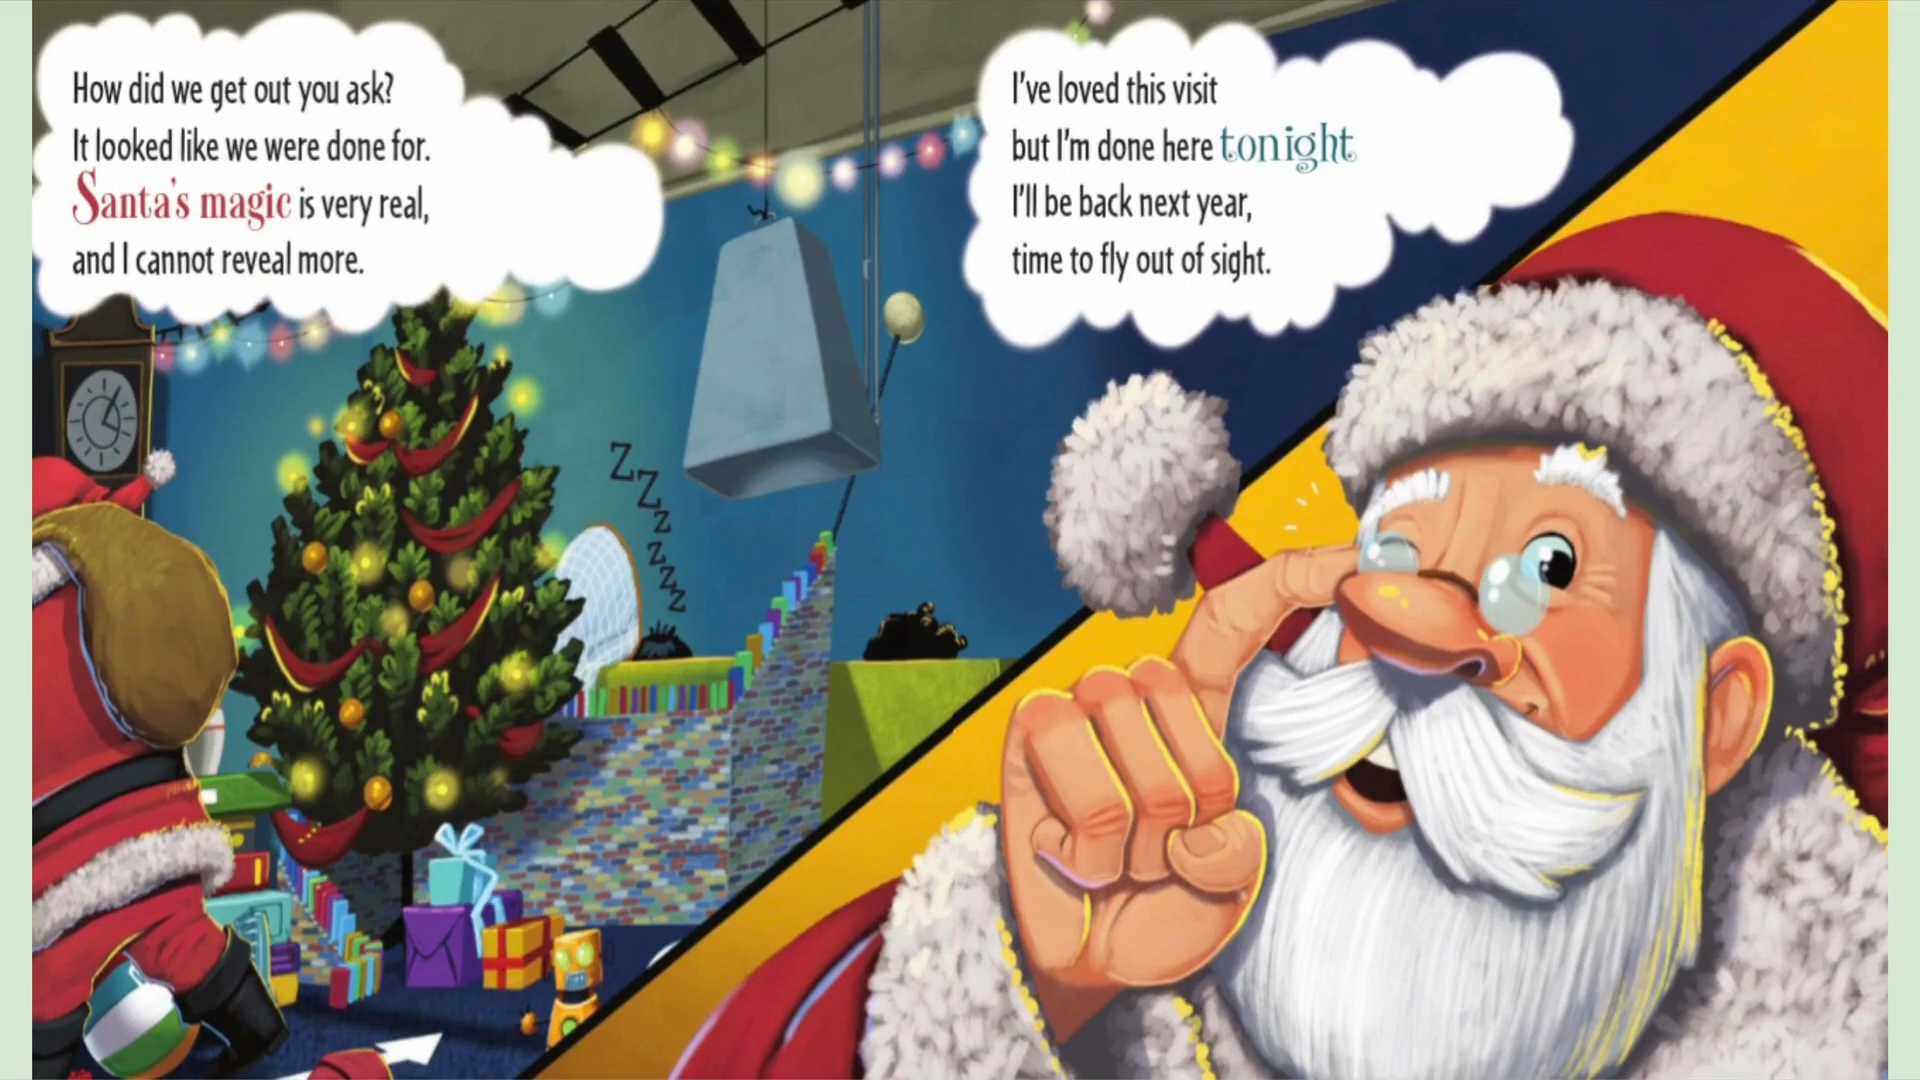 How did we get out you ask?
It looked like we were done for.
Santa's magic is very real,
and I cannot reveal more.
I've loved this visit
but I'm done here tonight
I'll be back next year,
time to fly out of sight.
Z
Z
Z
Z
Z
Z